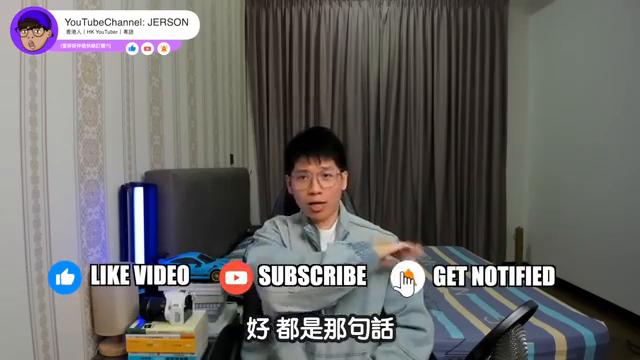 YouTubeChannel: JERSON
香港人 | HK YouTuber | 粵語
LIKE VIDEO
SUBSCRIBE
GET NOTIFIED
好 都是那句話